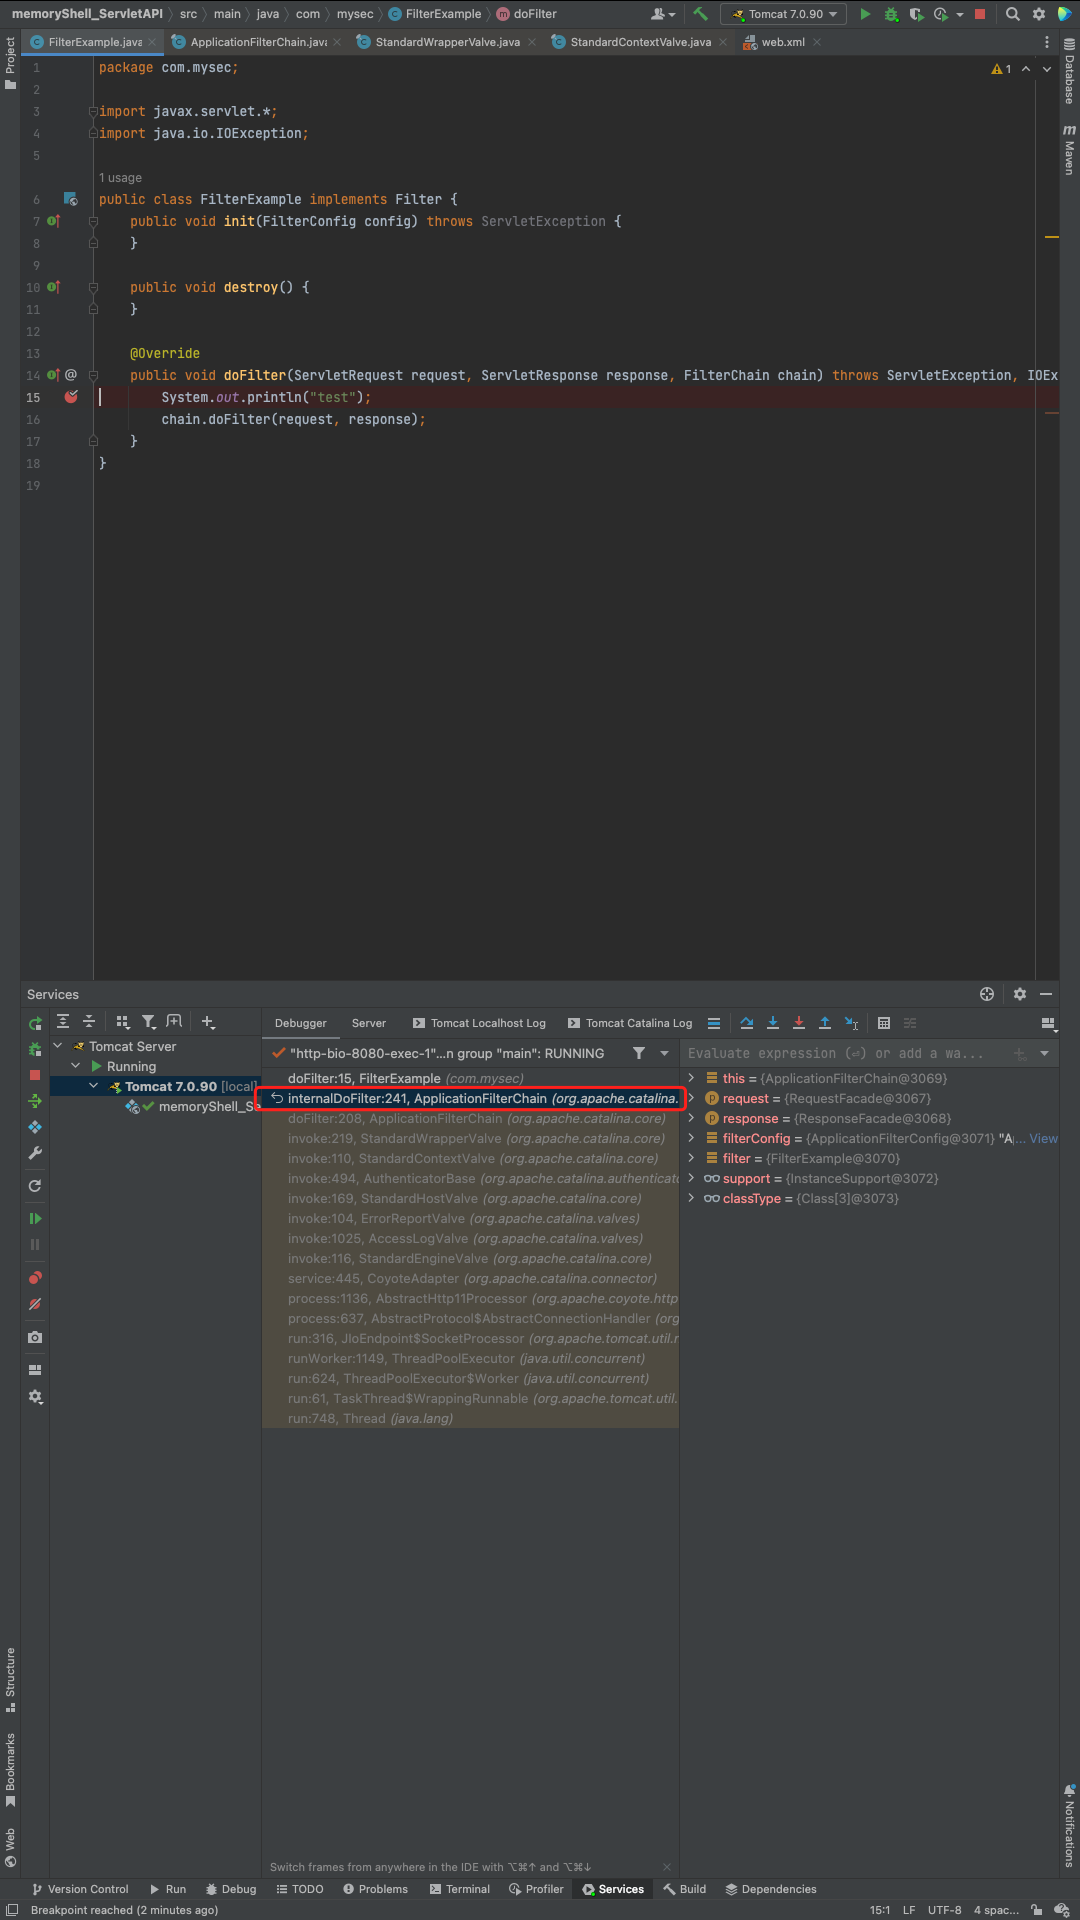 memoryShell_ServletAPI src main java com mysec FilterExample doFilter Tomcat 7.0.90
FilterExample.java ApplicationFilterChain.java StandardWrapperValve.java StandardContextValve.java web.xml
1 package com.mysec; 1
2
3 import javax.servlet.*;
4 import java.io.IOException;
5
1 usage
6 public class FilterExample implements Filter {
7 public void init(FilterConfig config) throws ServletException {
8 }
9
10 public void destroy() {
11 }
12
13 @Override
14 @ public void doFilter(ServletRequest request, ServletResponse response, FilterChain chain) throws ServletException, IOEx
15 System.out.println("test");
16 chain.doFilter(request, response);
17 }
18 }
19
Project
Database
Maven
Services
Debugger Server Tomcat Localhost Log Tomcat Catalina Log
Tomcat Server
Running
Tomcat 7.0.90 [local]
memoryShell_Se
"http-bio-8080-exec-1"...n group "main": RUNNING
doFilter:15, FilterExample (com.mysec)
internalDoFilter:241, ApplicationFilterChain (org.apache.catalina.
doFilter:208, ApplicationFilterChain (org.apache.catalina.core)
invoke:219, StandardWrapperValve (org.apache.catalina.core)
invoke:110, StandardContextValve (org.apache.catalina.core)
invoke:494, AuthenticatorBase (org.apache.catalina.authenticato
invoke:169, StandardHostValve (org.apache.catalina.core)
invoke:104, ErrorReportValve (org.apache.catalina.valves)
invoke:1025, AccessLogValve (org.apache.catalina.valves)
invoke:116, StandardEngineValve (org.apache.catalina.core)
service:445, CoyoteAdapter (org.apache.catalina.connector)
process:1136, AbstractHttp11Processor (org.apache.coyote.http
process:637, AbstractProtocol$AbstractConnectionHandler (org
run:316, JIoEndpoint$SocketProcessor (org.apache.tomcat.util.n
runWorker:1149, ThreadPoolExecutor (java.util.concurrent)
run:624, ThreadPoolExecutor$Worker (java.util.concurrent)
run:61, TaskThread$WrappingRunnable (org.apache.tomcat.util.
run:748, Thread (java.lang)
Evaluate expression (⏎) or add a wa...
this = {ApplicationFilterChain@3069}
request = {RequestFacade@3067}
response = {ResponseFacade@3068}
filterConfig = {ApplicationFilterConfig@3071} "A... View
filter = {FilterExample@3070}
support = {InstanceSupport@3072}
classType = {Class[3]@3073}
Structure
Bookmarks
Web
Notifications
Switch frames from anywhere in the IDE with ⌥⌘↑ and ⌥⌘↓
Version Control Run Debug TODO Problems Terminal Profiler Services Build Dependencies
Breakpoint reached (2 minutes ago) 15:1 LF UTF-8 4 spac...